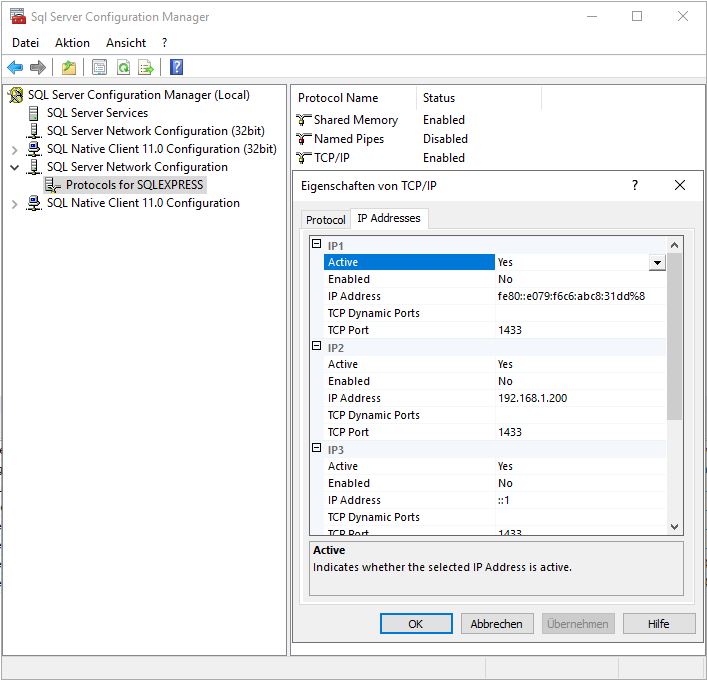 Sql Server Configuration Manager
Datei Aktion Ansicht ?
SQL Server Configuration Manager (Local)
SQL Server Services
SQL Server Network Configuration (32bit)
SQL Native Client 11.0 Configuration (32bit)
SQL Server Network Configuration
Protocols for SQLEXPRESS
SQL Native Client 11.0 Configuration
Protocol Name Status
Shared Memory Enabled
Named Pipes Disabled
TCP/IP Enabled
Eigenschaften von TCP/IP ?
Protocol IP Addresses
IP1
Active Yes
Enabled No
IP Address fe80::e079:f6c6:abc8:31dd%8
TCP Dynamic Ports
TCP Port 1433
IP2
Active Yes
Enabled No
IP Address 192.168.1.200
TCP Dynamic Ports
TCP Port 1433
IP3
Active Yes
Enabled No
IP Address ::1
TCP Dynamic Ports
TCP Port 1433
Active
Indicates whether the selected IP Address is active.
OK Abbrechen Übernehmen Hilfe